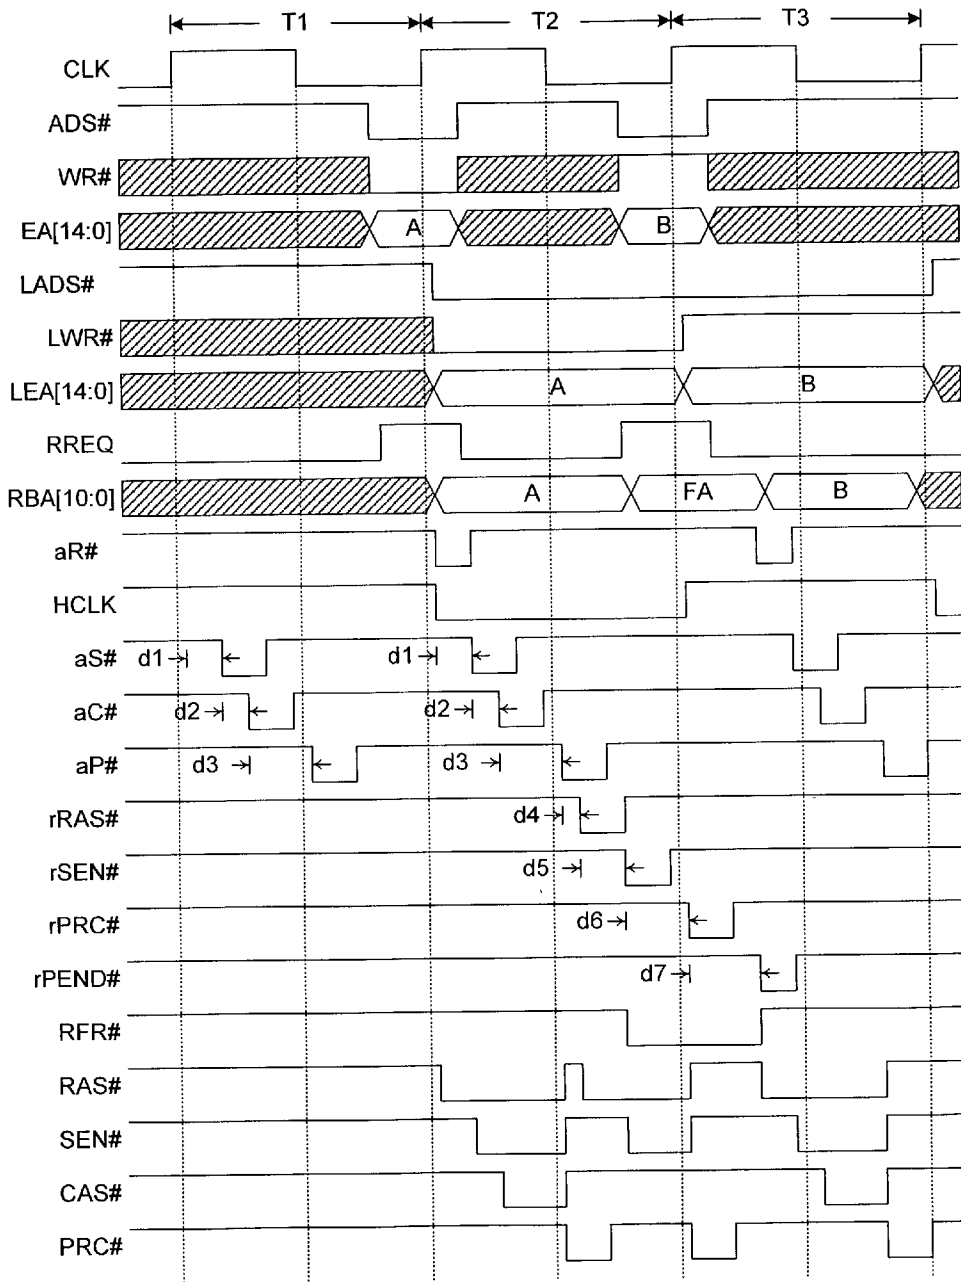 T1 T2 T3
CLK
ADS#
WR#
EA[14:0] A B
LADS#
LWR#
LEA[14:0] A B
RREQ
RBA[10:0] A FA B
aR#
HCLK
aS# d1 d1
aC# d2 d2
aP# d3 d3
rRAS# d4
rSEN# d5
rPRC# d6
rPEND# d7
RFR#
RAS#
SEN#
CAS#
PRC#